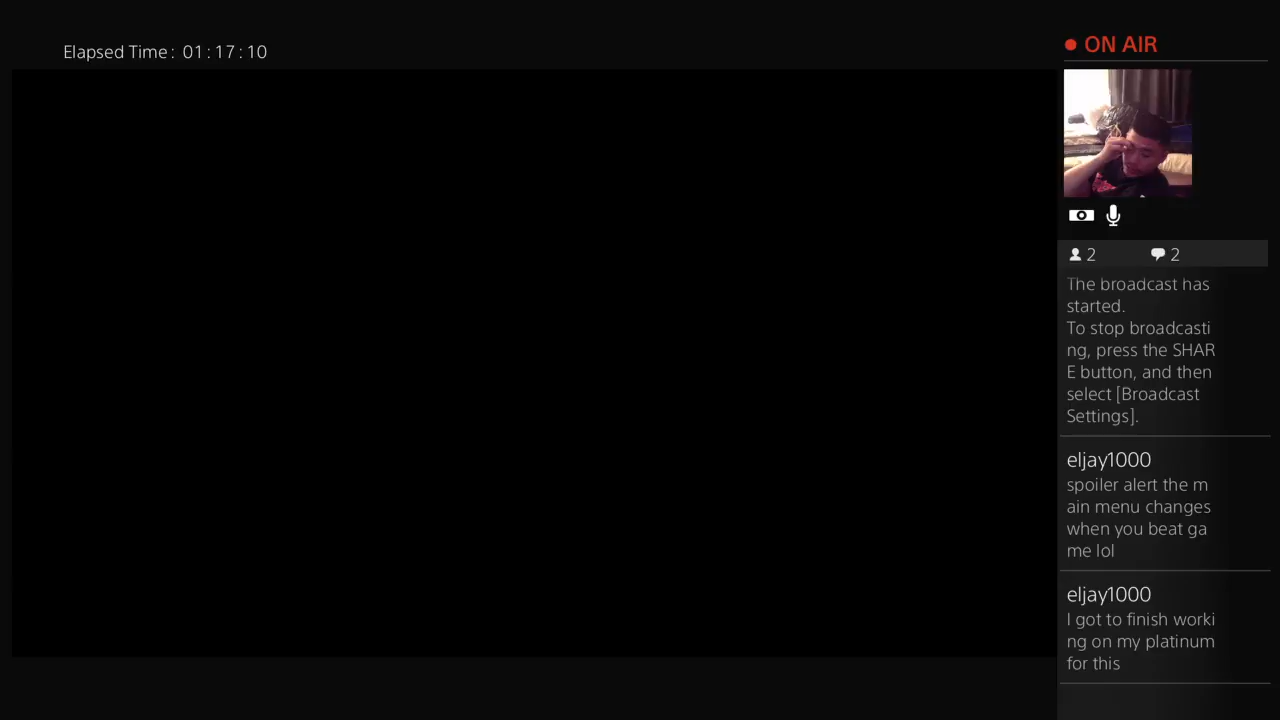 Elapsed Time: 01:17:10
ON AIR
2 2
The broadcast has
started.
To stop broadcasti
ng, press the SHAR
E button, and then
select [Broadcast
Settings].
eljay1000
spoiler alert the m
ain menu changes
when you beat ga
me lol
eljay1000
I got to finish worki
ng on my platinum
for this